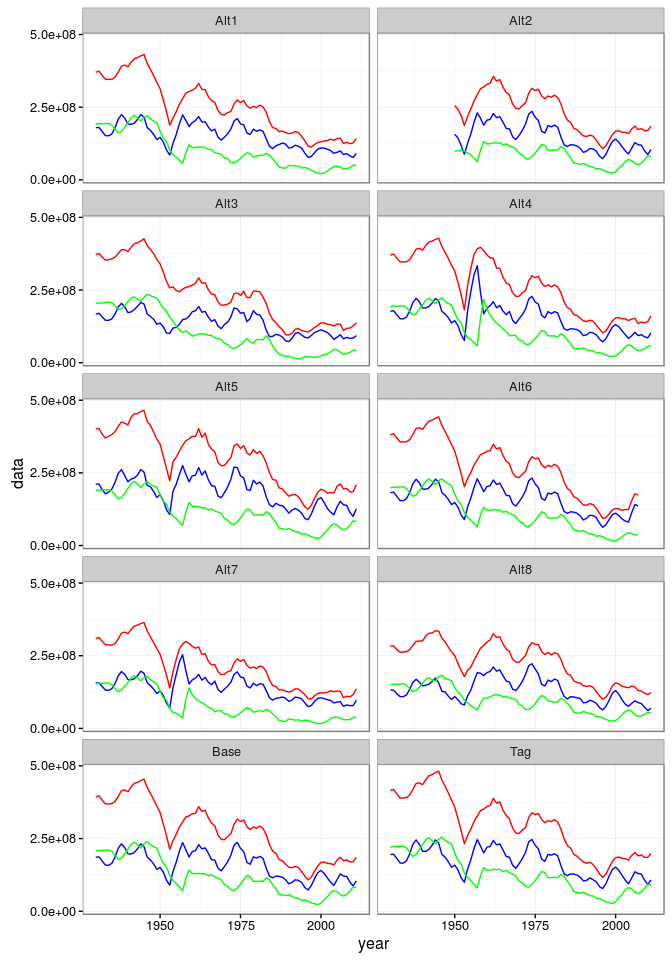 Alt1 Alt2
5.0e+08
2.5e+08
0.0e+00
Alt3 Alt4
5.0e+08
2.5e+08
0.0e+00
Alt5 Alt6
5.0e+08
2.5e+08
0.0e+00
Alt7 Alt8
5.0e+08
2.5e+08
0.0e+00
Base Tag
5.0e+08
2.5e+08
0.0e+00
1950 1975 2000 1950 1975 2000
year
data